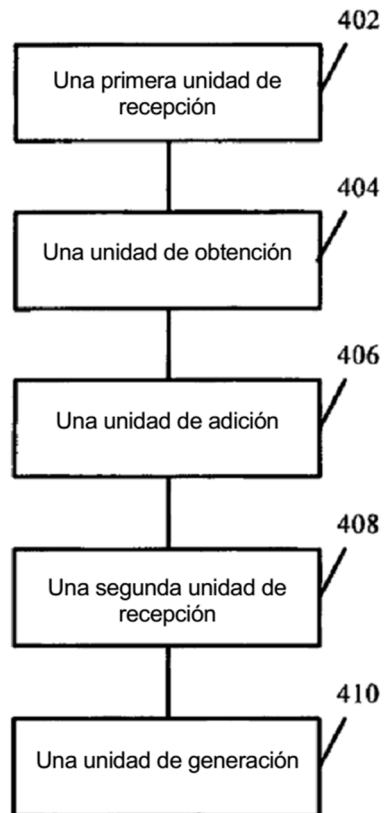 402
Una primera unidad de
recepción
404
Una unidad de obtención
406
Una unidad de adición
408
Una segunda unidad de
recepción
410
Una unidad de generación